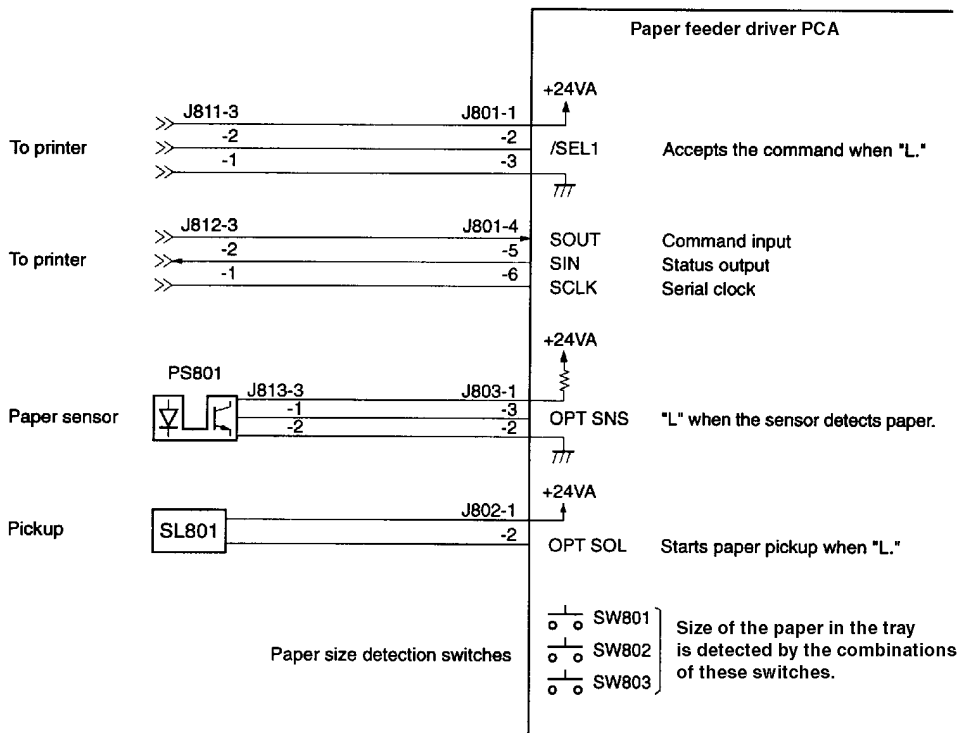 Paper feeder driver PCA
+24VA
J811-3 J801-1
To printer -2 -2 /SEL1 Accepts the command when "L."
-1 -3
J812-3 J801-4 SOUT Command input
To printer -2 -5 SIN Status output
-1 -6 SCLK Serial clock
+24VA
PS801
J813-3 J803-1
Paper sensor -1 -3 OPT SNS "L" when the sensor detects paper.
-2 -2
+24VA
J802-1
Pickup SL801
-2 OPT SOL Starts paper pickup when "L."
SW801 Size of the paper in the tray
Paper size detection switches SW802 is detected by the combinations
SW803 of these switches.